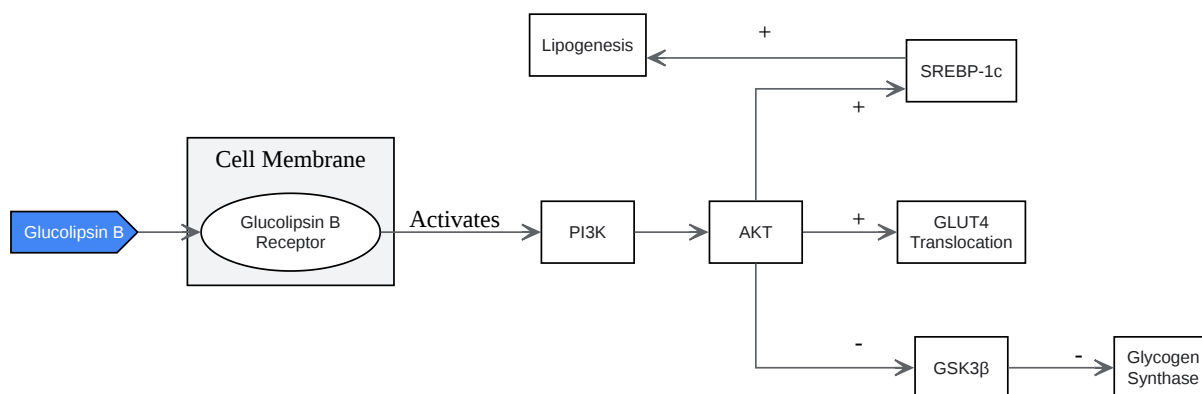 Lipogenesis
+
SREBP-1c
+
Cell Membrane
Glucolipsin B
Glucolipsin B
Receptor
Activates
PI3K
AKT
+
GLUT4
Translocation
-
GSK3β
-
Glycogen
Synthase